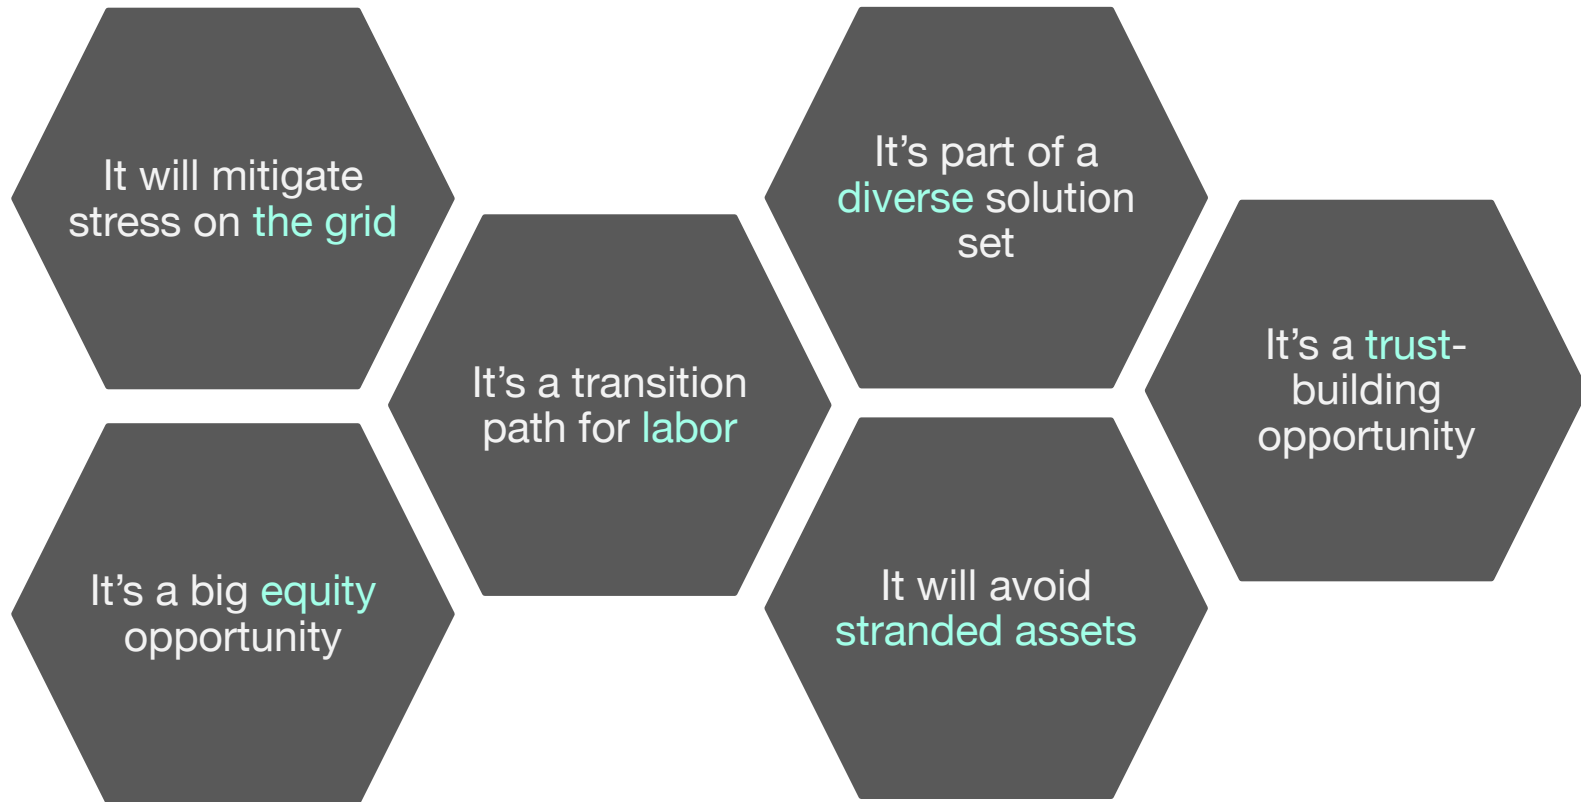 It will mitigate
stress on the grid
It's a big equity
opportunity
It's a transition
path for labor
It's part of a
diverse solution
set
It will avoid
stranded assets
It's a trust-
building
opportunity